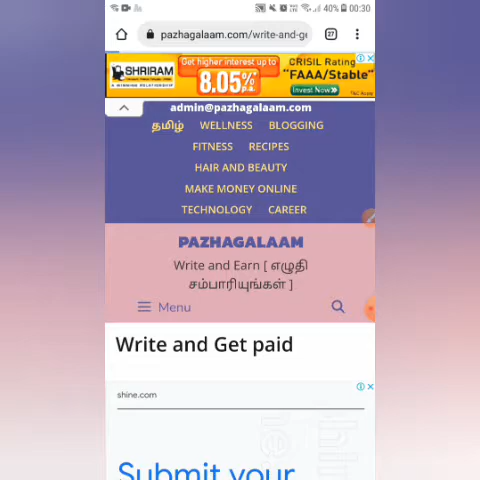 40% 00:30
pazhagalaam.com/write-and-g
27
SHRIRAM
Get higher interest up to
8.05% p.a.
CRISIL Rating
"FAAA/Stable"
Invest Now
admin@pazhagalaam.com
தமிழ் WELLNESS BLOGGING
FITNESS RECIPES
HAIR AND BEAUTY
MAKE MONEY ONLINE
TECHNOLOGY CAREER
PAZHAGALAAM
Write and Earn [ எழுதி
சம்பாரியுங்கள் ]
Menu
Write and Get paid
shine.com
Submit your